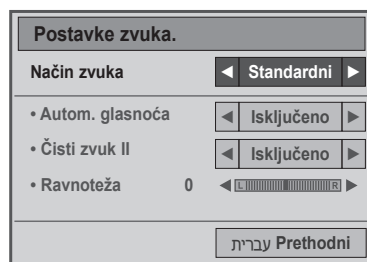 Postavke zvuka.
Način zvuka ◄ Standardni ►
• Autom. glasnoća ◄ Isključeno ►
• Čisti zvuk II ◄ Isključeno ►
• Ravnoteža 0 ◄ L R ►
עברית Prethodni